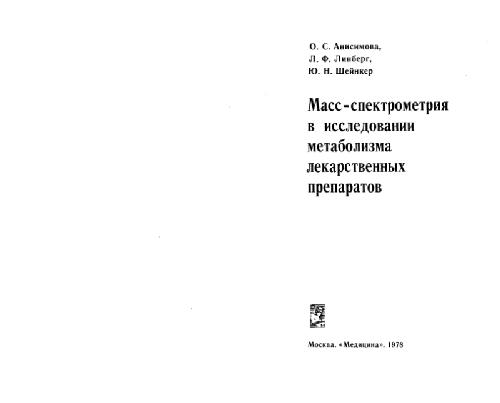 О. С. Анисимова,
Л. Ф. Линберг,
Ю. Н. Шейнкер
Масс-спектрометрия
в исследовании
метаболизма
лекарственных
препаратов
Москва. «Медицина». 1978